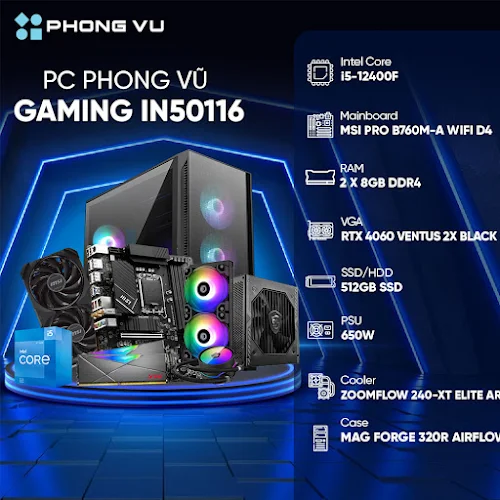 PHONG VU
PC PHONG VŨ
GAMING IN50116
Intel Core
i5-12400F
Mainboard
MSI PRO B760M-A WIFI D4
RAM
2 X 8GB DDR4
VGA
RTX 4060 VENTUS 2X BLACK
SSD/HDD
512GB SSD
PSU
650W
Cooler
ZOOMFLOW 240-XT ELITE AR
Case
MAG FORGE 320R AIRFLOW
intel
CORE
i5